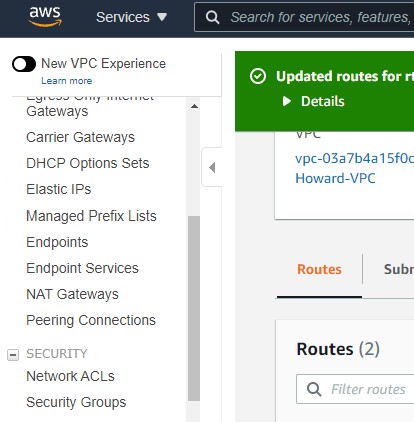 aws
Services
Search for services, features,
New VPC Experience
Learn more
Egress Only Internet
Gateways
Carrier Gateways
DHCP Options Sets
Elastic IPs
Managed Prefix Lists
Endpoints
Endpoint Services
NAT Gateways
Peering Connections
SECURITY
Network ACLs
Security Groups
Updated routes for rt
Details
VPC
vpc-03a7b4a15f0c
Howard-VPC
Routes
Subn
Routes (2)
Filter routes